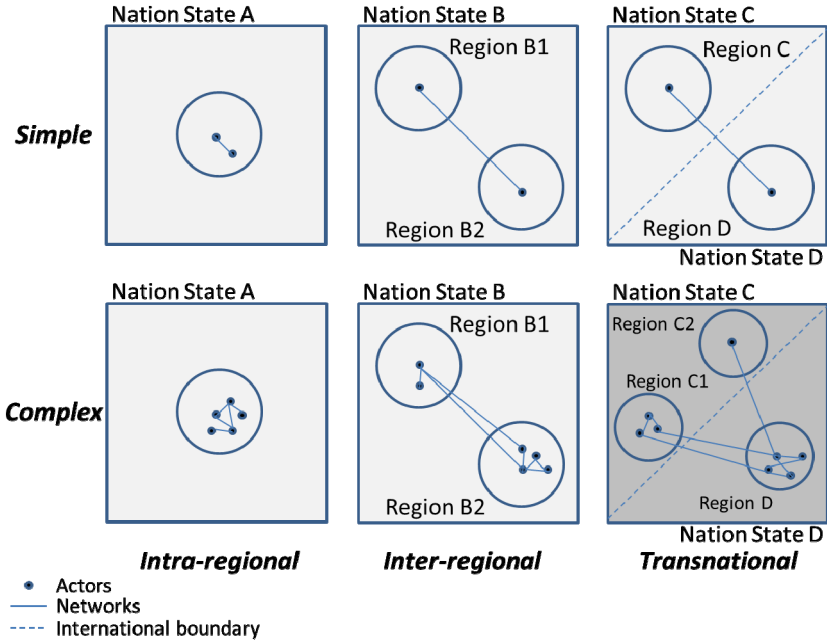 Nation State A
Nation State B
Nation State C
Region B1
Region C
Simple
Region B2
Region D
Nation State D
Nation State A
Nation State B
Nation State C
Region B1
Region C2
Region C1
Complex
Region B2
Region D
Nation State D
Intra-regional
Inter-regional
Transnational
Actors
Networks
International boundary